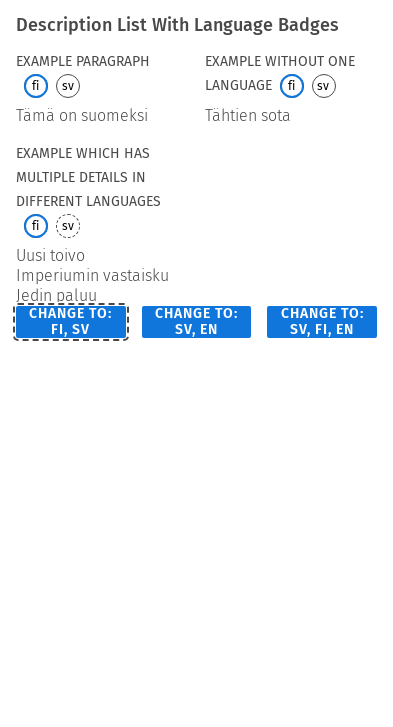 Description List With Language Badges
EXAMPLE PARAGRAPH
fi sv
Tämä on suomeksi
EXAMPLE WITHOUT ONE
LANGUAGE fi sv
Tähtien sota
EXAMPLE WHICH HAS
MULTIPLE DETAILS IN
DIFFERENT LANGUAGES
fi sv
Uusi toivo
Imperiumin vastaisku
Jedin paluu
CHANGE TO:
FI, SV
CHANGE TO:
SV, EN
CHANGE TO:
SV, FI, EN